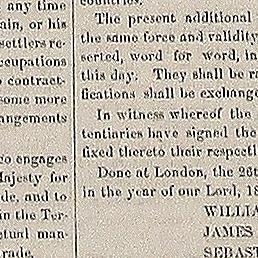 any time
ain, or his
settlers re-
ccupations
contract-
some more
angements
co engages
Majesty for
de, and to
in the Ter-
ctual man-
rade.
countries.
The present additional
the same force and validity
serted, word for word, in
this day. They shall be ra
fications shall be exchange
In witness whereof the
tentiaries have signed the
fixed thereto their respecti
Done at London, the 26t
in the year of our Lord, 18
WILLIA
JAMES
SEBAST